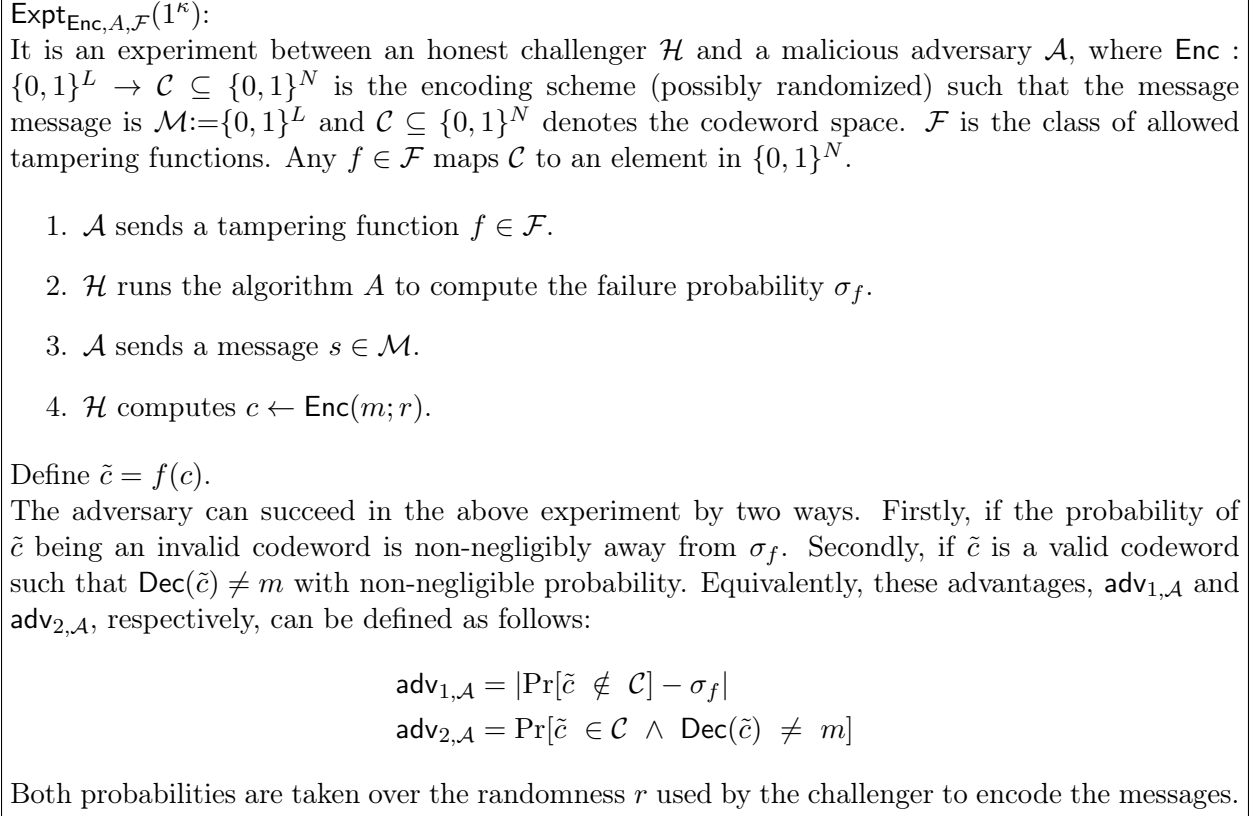 Expt_{Enc,A,𝓕}(1^κ):
It is an experiment between an honest challenger 𝓗 and a malicious adversary 𝓐, where Enc :
{0, 1}^L → 𝓒 ⊆ {0, 1}^N is the encoding scheme (possibly randomized) such that the message
message is 𝓜:={0, 1}^L and 𝓒 ⊆ {0, 1}^N denotes the codeword space. 𝓕 is the class of allowed
tampering functions. Any f ∈ 𝓕 maps 𝓒 to an element in {0, 1}^N.
1. 𝓐 sends a tampering function f ∈ 𝓕.
2. 𝓗 runs the algorithm A to compute the failure probability σ_f.
3. 𝓐 sends a message s ∈ 𝓜.
4. 𝓗 computes c ← Enc(m; r).
Define c̃ = f(c).
The adversary can succeed in the above experiment by two ways. Firstly, if the probability of
c̃ being an invalid codeword is non-negligibly away from σ_f. Secondly, if c̃ is a valid codeword
such that Dec(c̃) ≠ m with non-negligible probability. Equivalently, these advantages, adv_{1,𝓐} and
adv_{2,𝓐}, respectively, can be defined as follows:
adv_{1,𝓐} = |Pr[c̃ ∉ 𝓒] − σ_f|
adv_{2,𝓐} = Pr[c̃ ∈ 𝓒 ∧ Dec(c̃) ≠ m]
Both probabilities are taken over the randomness r used by the challenger to encode the messages.